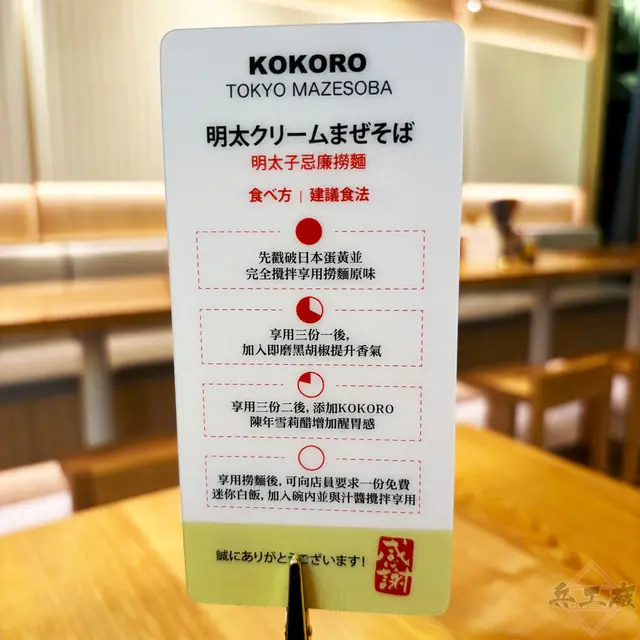 KOKORO
TOKYO MAZESOBA
明太クリームまぜそば
明太子忌廉撈麵
食べ方 | 建議食法
先戳破日本蛋黃並
完全攪拌享用撈麵原味
享用三份一後,
加入即磨黑胡椒提升香氣
享用三份二後, 添加KOKORO
陳年雪莉醋增加醒胃感
享用撈麵後, 可向店員要求一份免費
迷你白飯, 加入碗內並與汁醬攪拌享用
誠にありがとうございます!
感謝
兵工廠